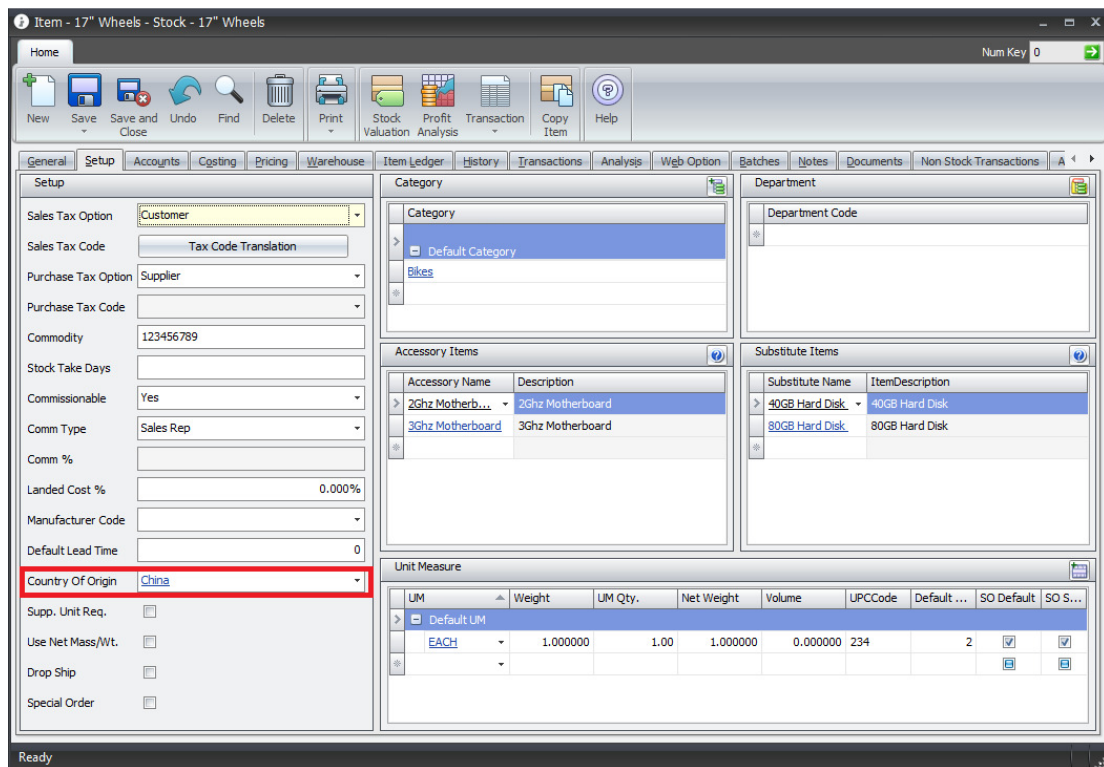 Item - 17" Wheels - Stock - 17" Wheels
Home
Num Key 0
New Save Save and Close Undo Find Delete Print Stock Valuation Profit Analysis Transaction Copy Item Help
General Setup Accounts Costing Pricing Warehouse Item Ledger History Transactions Analysis Web Option Batches Notes Documents Non Stock Transactions A
Setup
Sales Tax Option Customer
Sales Tax Code Tax Code Translation
Purchase Tax Option Supplier
Purchase Tax Code
Commodity 123456789
Stock Take Days
Commissionable Yes
Comm Type Sales Rep
Comm %
Landed Cost % 0.000%
Manufacturer Code
Default Lead Time 0
Country Of Origin China
Supp. Unit Req.
Use Net Mass/Wt.
Drop Ship
Special Order
Category
Category
Default Category
Bikes
Department
Department Code
Accessory Items
Accessory Name Description
2Ghz Motherb... 2Ghz Motherboard
3Ghz Motherboard 3Ghz Motherboard
Substitute Items
Substitute Name ItemDescription
40GB Hard Disk 40GB Hard Disk
80GB Hard Disk 80GB Hard Disk
Unit Measure
UM Weight UM Qty. Net Weight Volume UPCCode Default ... SO Default SO S...
Default UM
EACH 1.000000 1.00 1.000000 0.000000 234 2
Ready